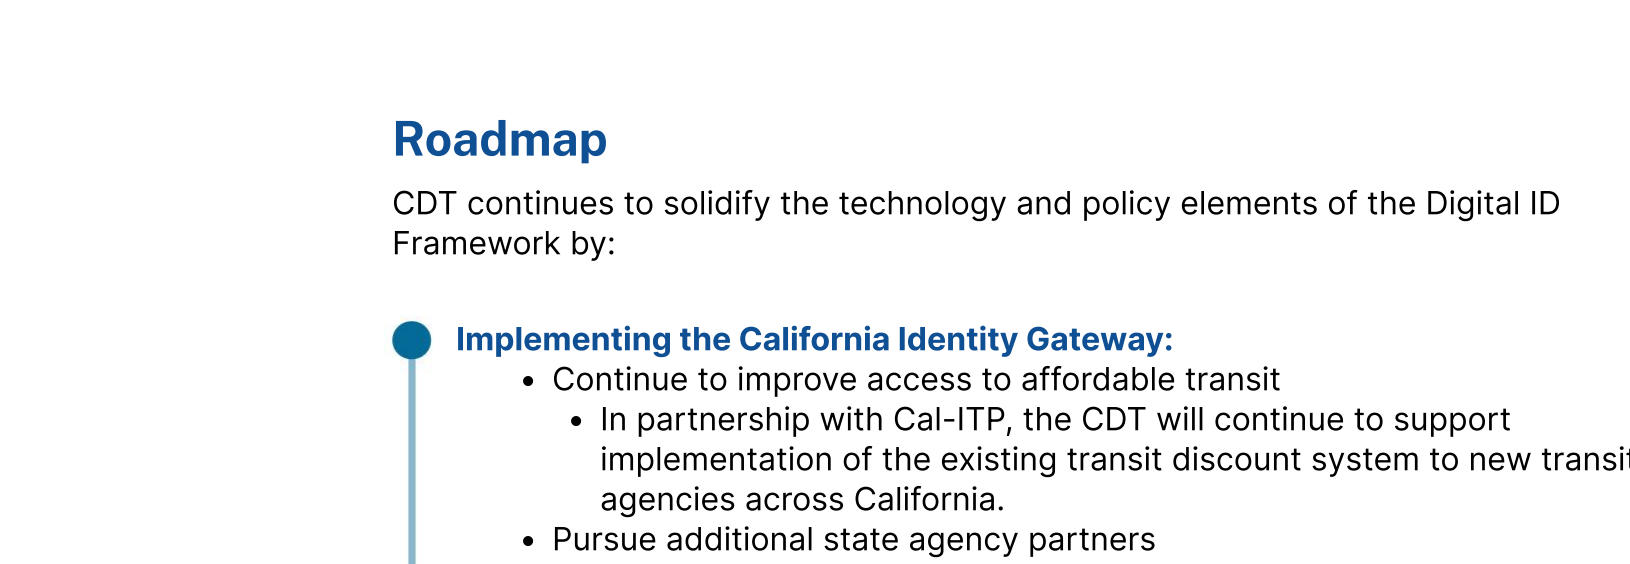 Roadmap
CDT continues to solidify the technology and policy elements of the Digital ID
Framework by:
Implementing the California Identity Gateway:
• Continue to improve access to affordable transit
• In partnership with Cal-ITP, the CDT will continue to support
implementation of the existing transit discount system to new transit
agencies across California.
• Pursue additional state agency partners